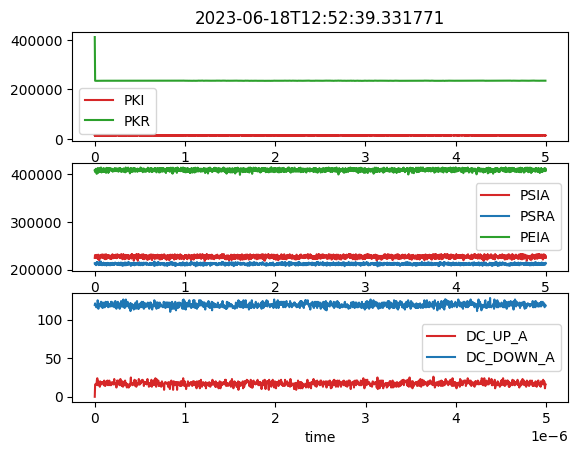 2023-06-18T12:52:39.331771
400000
200000
0
PKI
PKR
0 1 2 3 4 5
400000
300000
200000
PSIA
PSRA
PEIA
0 1 2 3 4 5
100
50
0
DC_UP_A
DC_DOWN_A
0 1 2 3 4 5
time
1e−6